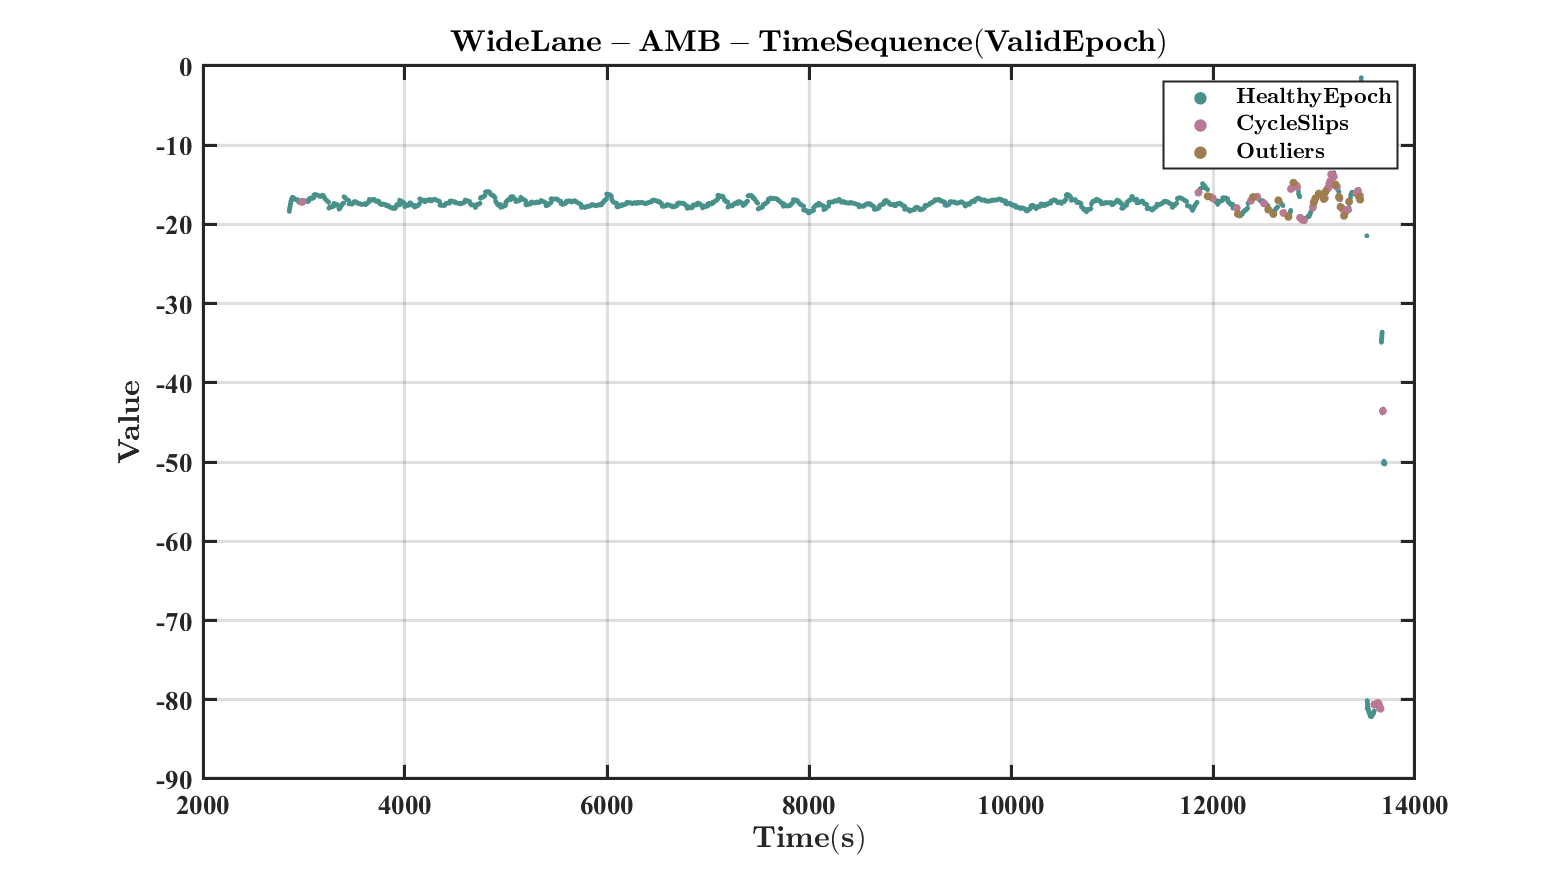 WideLane − AMB − TimeSequence(ValidEpoch)
0
-10
-20
-30
-40
-50
-60
-70
-80
-90
Value
HealthyEpoch
CycleSlips
Outliers
2000 4000 6000 8000 10000 12000 14000
Time(s)